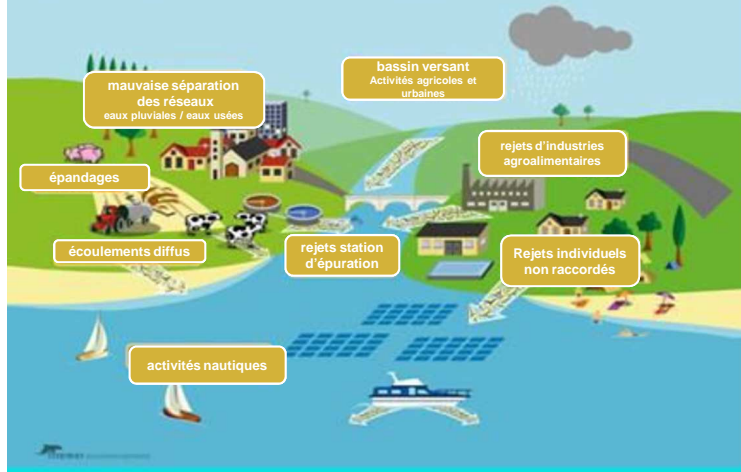 bassin versant
Activités agricoles et
urbaines
mauvaise séparation
des réseaux
eaux pluviales / eaux usées
rejets d'industries
agroalimentaires
épandages
écoulements diffus
rejets station
d'épuration
Rejets individuels
non raccordés
activités nautiques